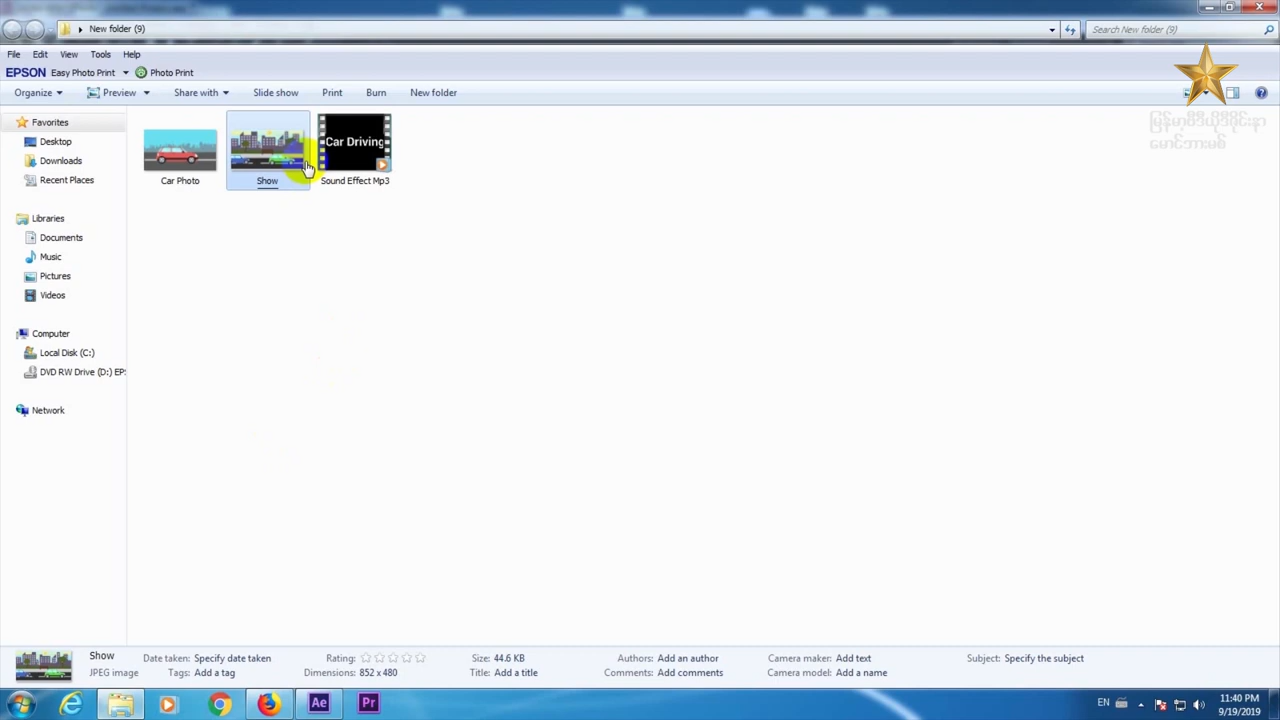 New folder (9)
Search New folder (9)
File Edit View Tools Help
EPSON Easy Photo Print Photo Print
Organize Preview Share with Slide show Print Burn New folder
Favorites
Desktop
Downloads
Recent Places
Libraries
Documents
Music
Pictures
Videos
Computer
Local Disk (C:)
DVD RW Drive (D:) EPS
Network
Car Driving
Car Photo Show Sound Effect Mp3
Show Date taken: Specify date taken Rating: Size: 44.6 KB Authors: Add an author Camera maker: Add text Subject: Specify the subject
JPEG image Tags: Add a tag Dimensions: 852 x 480 Title: Add a title Comments: Add comments Camera model: Add a name
Ae Pr
EN
11:40 PM
9/19/2019